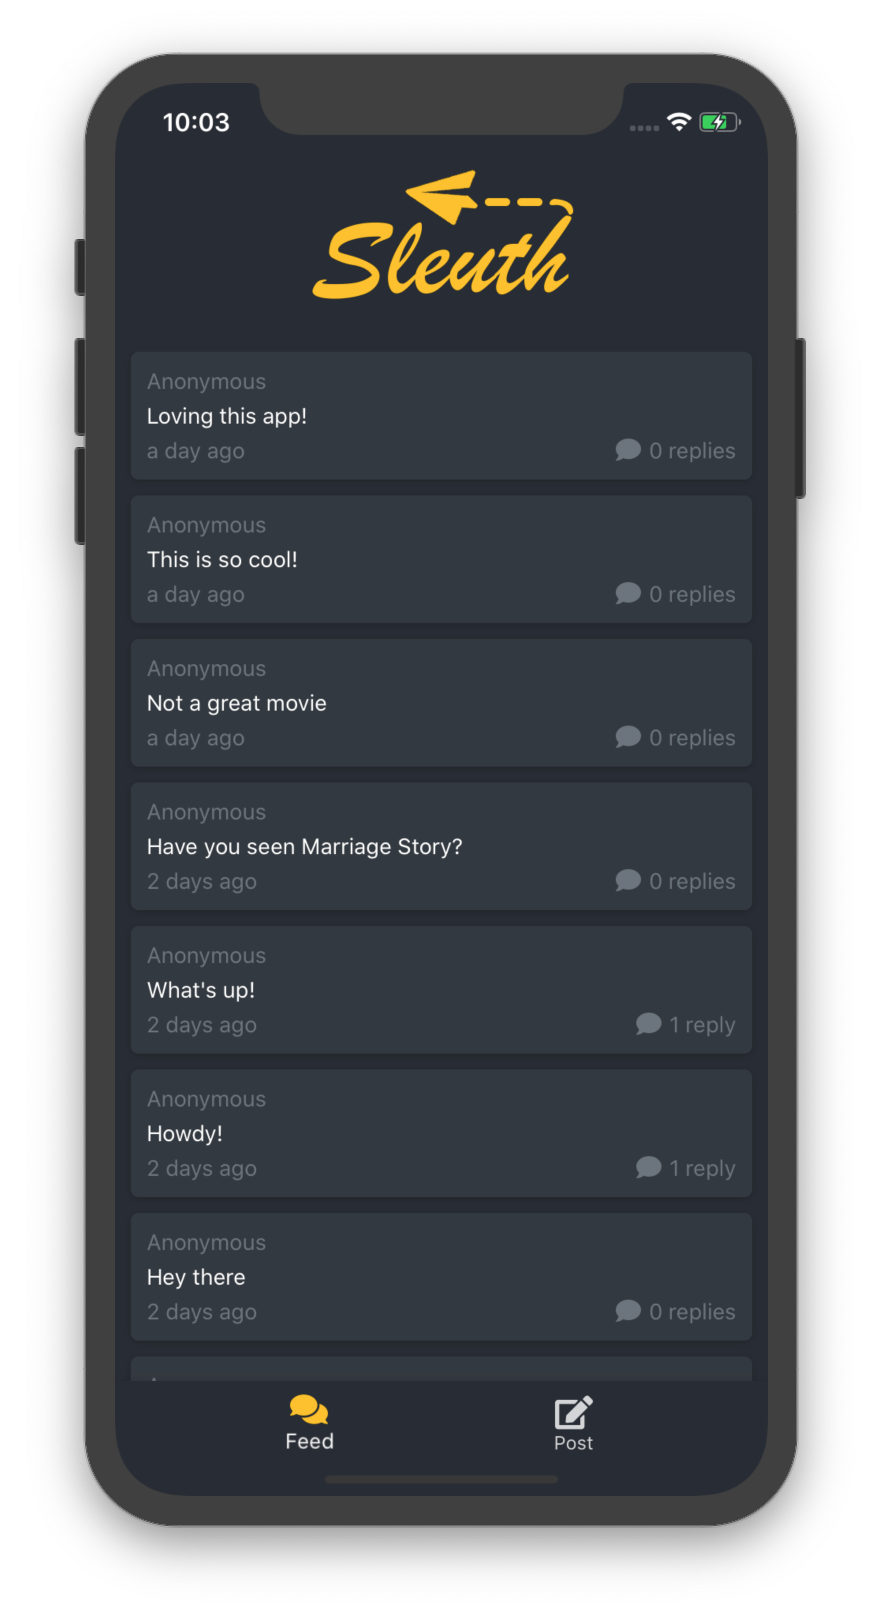 10:03
Sleuth
Anonymous
Loving this app!
a day ago
0 replies
Anonymous
This is so cool!
a day ago
0 replies
Anonymous
Not a great movie
a day ago
0 replies
Anonymous
Have you seen Marriage Story?
2 days ago
0 replies
Anonymous
What's up!
2 days ago
1 reply
Anonymous
Howdy!
2 days ago
1 reply
Anonymous
Hey there
2 days ago
0 replies
Feed
Post